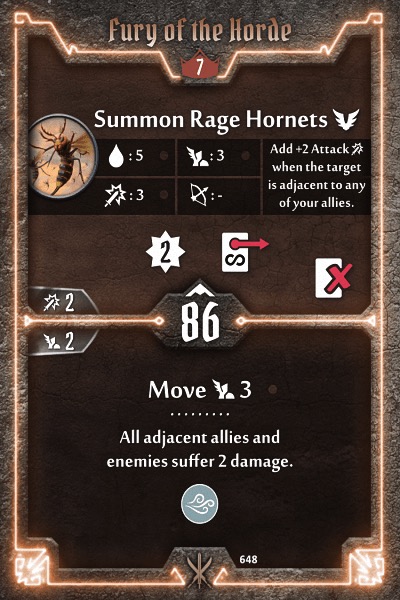 Fury of the Horde
7
Summon Rage Hornets
: 5
: 3
: 3
: -
Add +2 Attack
when the target
is adjacent to any
of your allies.
2
2
86
2
Move 3
All adjacent allies and
enemies suffer 2 damage.
648